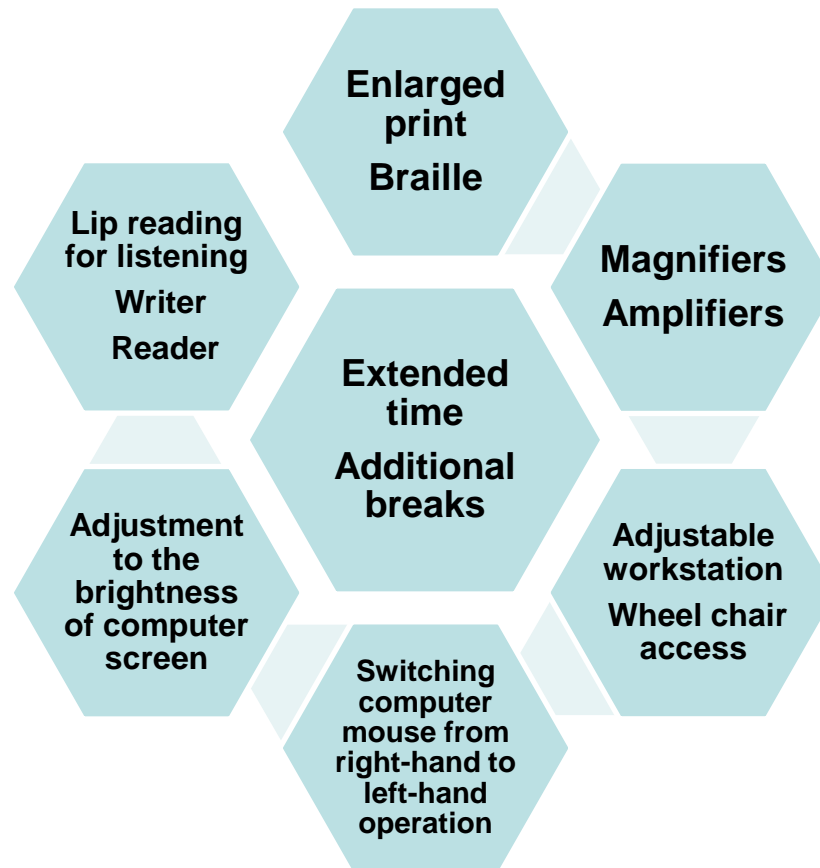 Enlarged
print
Braille
Magnifiers
Amplifiers
Adjustable
workstation
Wheel chair
access
Switching
computer
mouse from
right-hand to
left-hand
operation
Adjustment
to the
brightness
of computer
screen
Lip reading
for listening
Writer
Reader
Extended
time
Additional
breaks